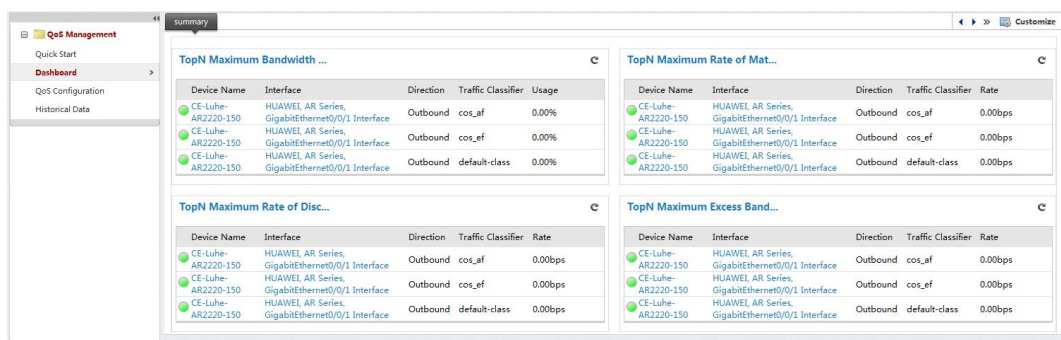 QoS Management
Quick Start
Dashboard
QoS Configuration
Historical Data
summary
Customize
TopN Maximum Bandwidth ...
Device Name Interface Direction Traffic Classifier Usage
CE-Luhe-AR2220-150 HUAWEI, AR Series, GigabitEthernet0/0/1 Interface Outbound cos_af 0.00%
CE-Luhe-AR2220-150 HUAWEI, AR Series, GigabitEthernet0/0/1 Interface Outbound cos_ef 0.00%
CE-Luhe-AR2220-150 HUAWEI, AR Series, GigabitEthernet0/0/1 Interface Outbound default-class 0.00%
TopN Maximum Rate of Mat...
Device Name Interface Direction Traffic Classifier Rate
CE-Luhe-AR2220-150 HUAWEI, AR Series, GigabitEthernet0/0/1 Interface Outbound cos_af 0.00bps
CE-Luhe-AR2220-150 HUAWEI, AR Series, GigabitEthernet0/0/1 Interface Outbound cos_ef 0.00bps
CE-Luhe-AR2220-150 HUAWEI, AR Series, GigabitEthernet0/0/1 Interface Outbound default-class 0.00bps
TopN Maximum Rate of Disc...
Device Name Interface Direction Traffic Classifier Rate
CE-Luhe-AR2220-150 HUAWEI, AR Series, GigabitEthernet0/0/1 Interface Outbound cos_af 0.00bps
CE-Luhe-AR2220-150 HUAWEI, AR Series, GigabitEthernet0/0/1 Interface Outbound cos_ef 0.00bps
CE-Luhe-AR2220-150 HUAWEI, AR Series, GigabitEthernet0/0/1 Interface Outbound default-class 0.00bps
TopN Maximum Excess Band...
Device Name Interface Direction Traffic Classifier Rate
CE-Luhe-AR2220-150 HUAWEI, AR Series, GigabitEthernet0/0/1 Interface Outbound cos_af 0.00bps
CE-Luhe-AR2220-150 HUAWEI, AR Series, GigabitEthernet0/0/1 Interface Outbound cos_ef 0.00bps
CE-Luhe-AR2220-150 HUAWEI, AR Series, GigabitEthernet0/0/1 Interface Outbound default-class 0.00bps